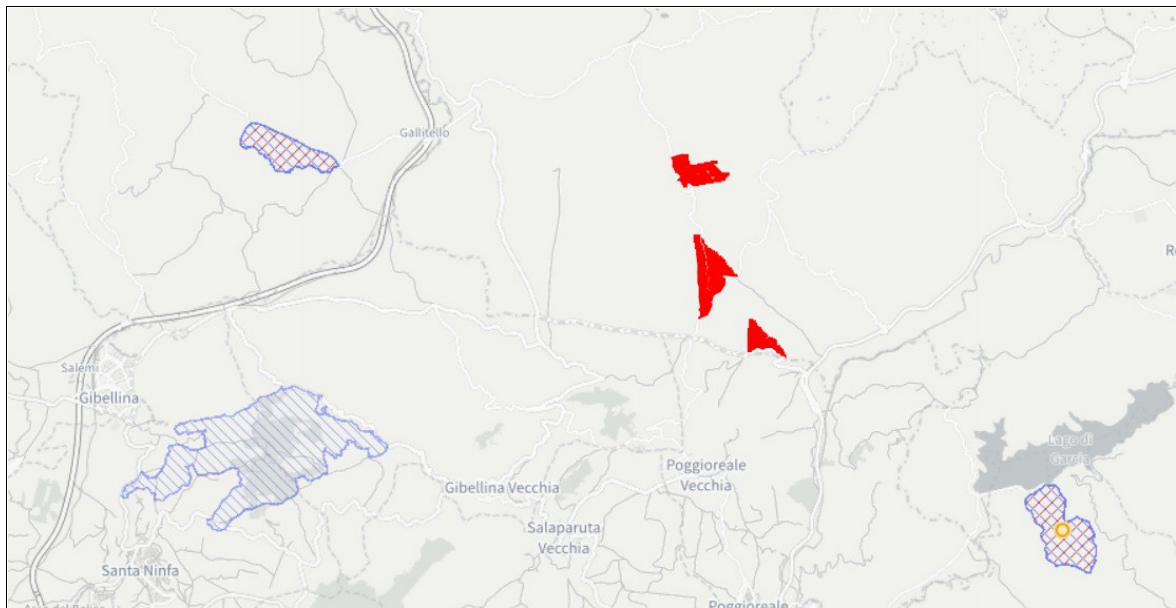 Gallitello
Salemi
Gibellina
Lago di
Garcia
Poggioreale
Vecchia
Gibellina Vecchia
Salaparuta
Vecchia
Santa Ninfa
Poggioreale